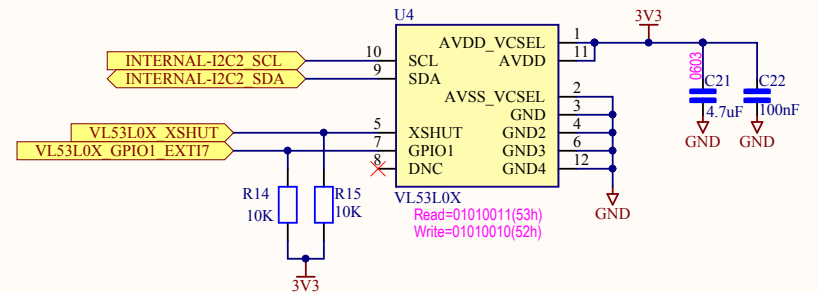 U4
3V3
INTERNAL-I2C2_SCL
10
SCL
AVDD_VCSEL
1
INTERNAL-I2C2_SDA
9
SDA
AVDD
11
0603
C21
4.7uF
GND
C22
100nF
GND
AVSS_VCSEL
2
GND
3
VL53L0X_XSHUT
5
XSHUT
GND2
4
VL53L0X_GPIO1_EXTI7
7
GPIO1
GND3
6
8
DNC
GND4
12
VL53L0X
GND
R14
10K
R15
10K
Read=01010011(53h)
Write=01010010(52h)
3V3